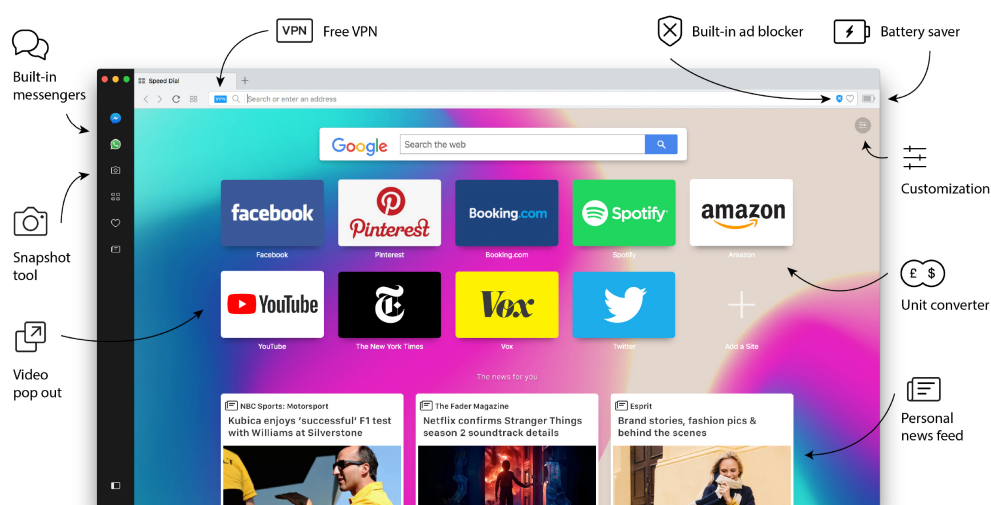 VPN
Free VPN
Built-in ad blocker
Battery saver
Built-in
messengers
Speed Dial
VPN
Search or enter an address
Google
Search the web
Customization
facebook
Pinterest
Booking.com
Spotify
amazon
Facebook
Pinterest
Booking.com
Spotify
Amazon
Snapshot
tool
£ $
Unit converter
YouTube
Vox
YouTube
The New York Times
Vox
Twitter
Add a Site
Video
pop out
The news for you
Personal
news feed
NBC Sports: Motorsport
Kubica enjoys ‘successful’ F1 test
with Williams at Silverstone
The Fader Magazine
Netflix confirms Stranger Things
season 2 soundtrack details
Esprit
Brand stories, fashion pics &
behind the scenes